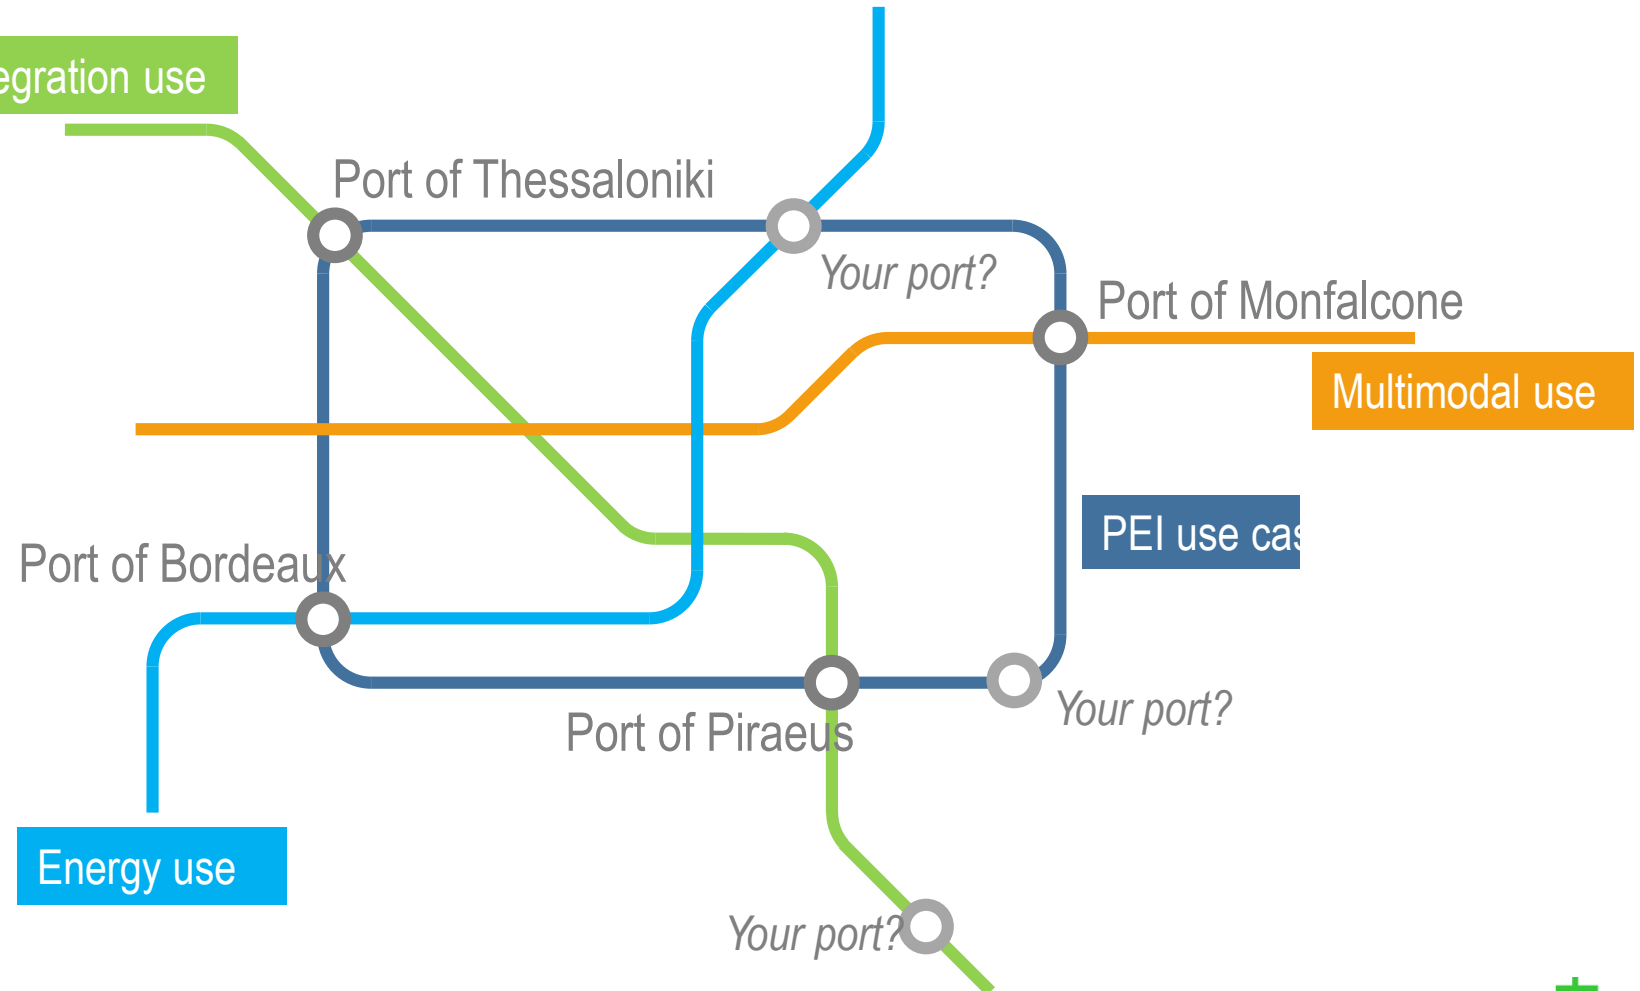 egration use
Port of Thessaloniki
Your port?
Port of Monfalcone
Multimodal use
PEI use cas
Port of Bordeaux
Your port?
Port of Piraeus
Energy use
Your port?